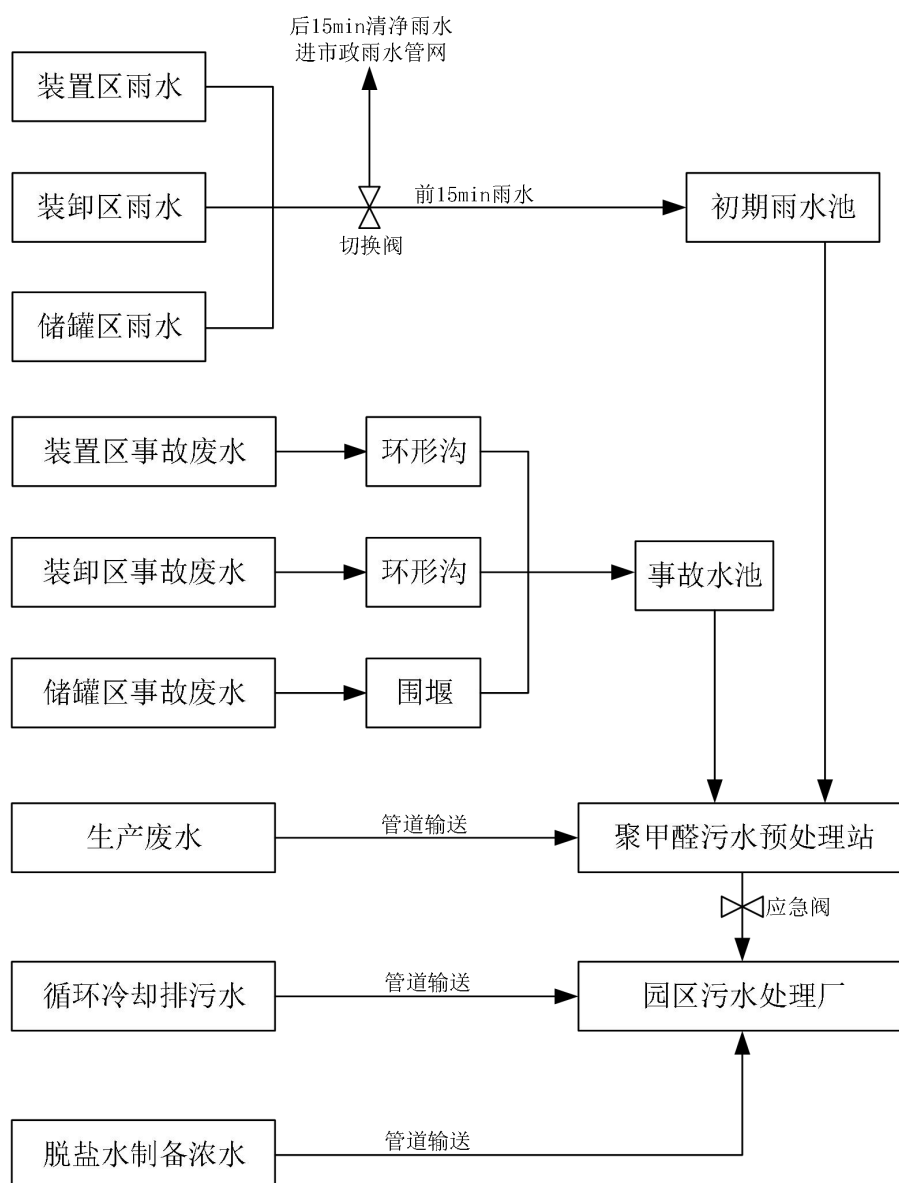 后15min清净雨水
进市政雨水管网
装置区雨水
装卸区雨水
前15min雨水
初期雨水池
切换阀
储罐区雨水
装置区事故废水
环形沟
装卸区事故废水
环形沟
事故水池
储罐区事故废水
围堰
生产废水
管道输送
聚甲醛污水预处理站
应急阀
循环冷却排污水
管道输送
园区污水处理厂
脱盐水制备浓水
管道输送